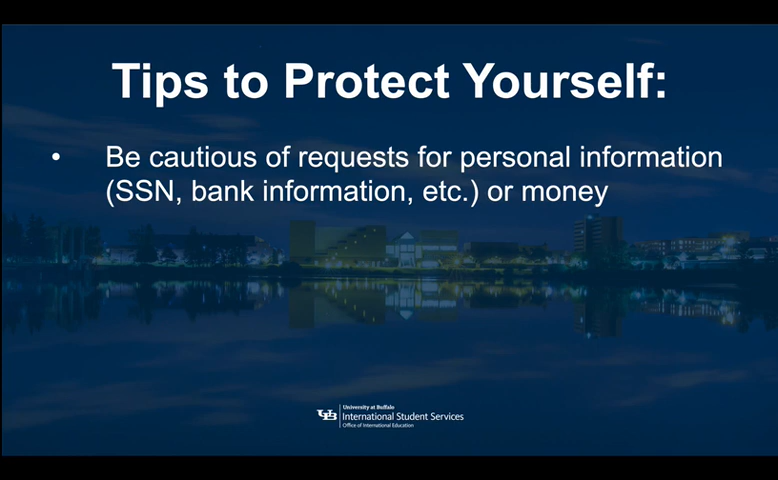 Tips to Protect Yourself:
• Be cautious of requests for personal information
(SSN, bank information, etc.) or money
UB
University at Buffalo
International Student Services
Office of International Education